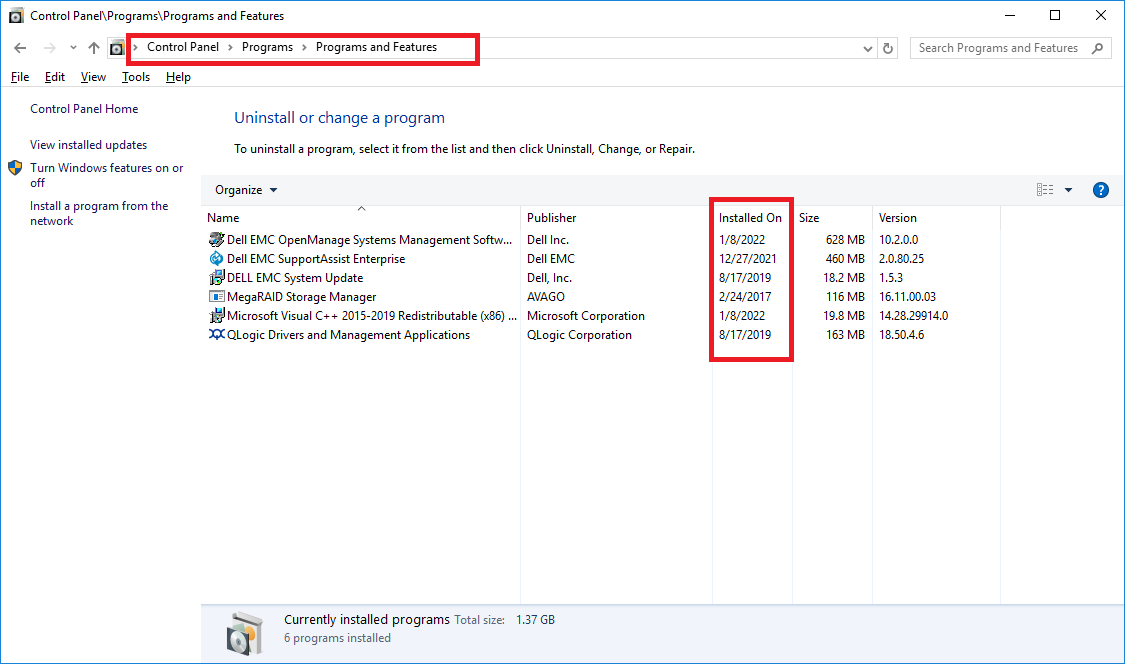 Control Panel\Programs\Programs and Features
Control Panel > Programs > Programs and Features
Search Programs and Features
File Edit View Tools Help
Control Panel Home
View installed updates
Turn Windows features on or
off
Install a program from the
network
Uninstall or change a program
To uninstall a program, select it from the list and then click Uninstall, Change, or Repair.
Organize
?
Name Publisher Installed On Size Version
Dell EMC OpenManage Systems Management Softw... Dell Inc. 1/8/2022 628 MB 10.2.0.0
Dell EMC SupportAssist Enterprise Dell EMC 12/27/2021 460 MB 2.0.80.25
DELL EMC System Update Dell, Inc. 8/17/2019 18.2 MB 1.5.3
MegaRAID Storage Manager AVAGO 2/24/2017 116 MB 16.11.00.03
Microsoft Visual C++ 2015-2019 Redistributable (x86) ... Microsoft Corporation 1/8/2022 19.8 MB 14.28.29914.0
QLogic Drivers and Management Applications QLogic Corporation 8/17/2019 163 MB 18.50.4.6
Currently installed programs Total size: 1.37 GB
6 programs installed